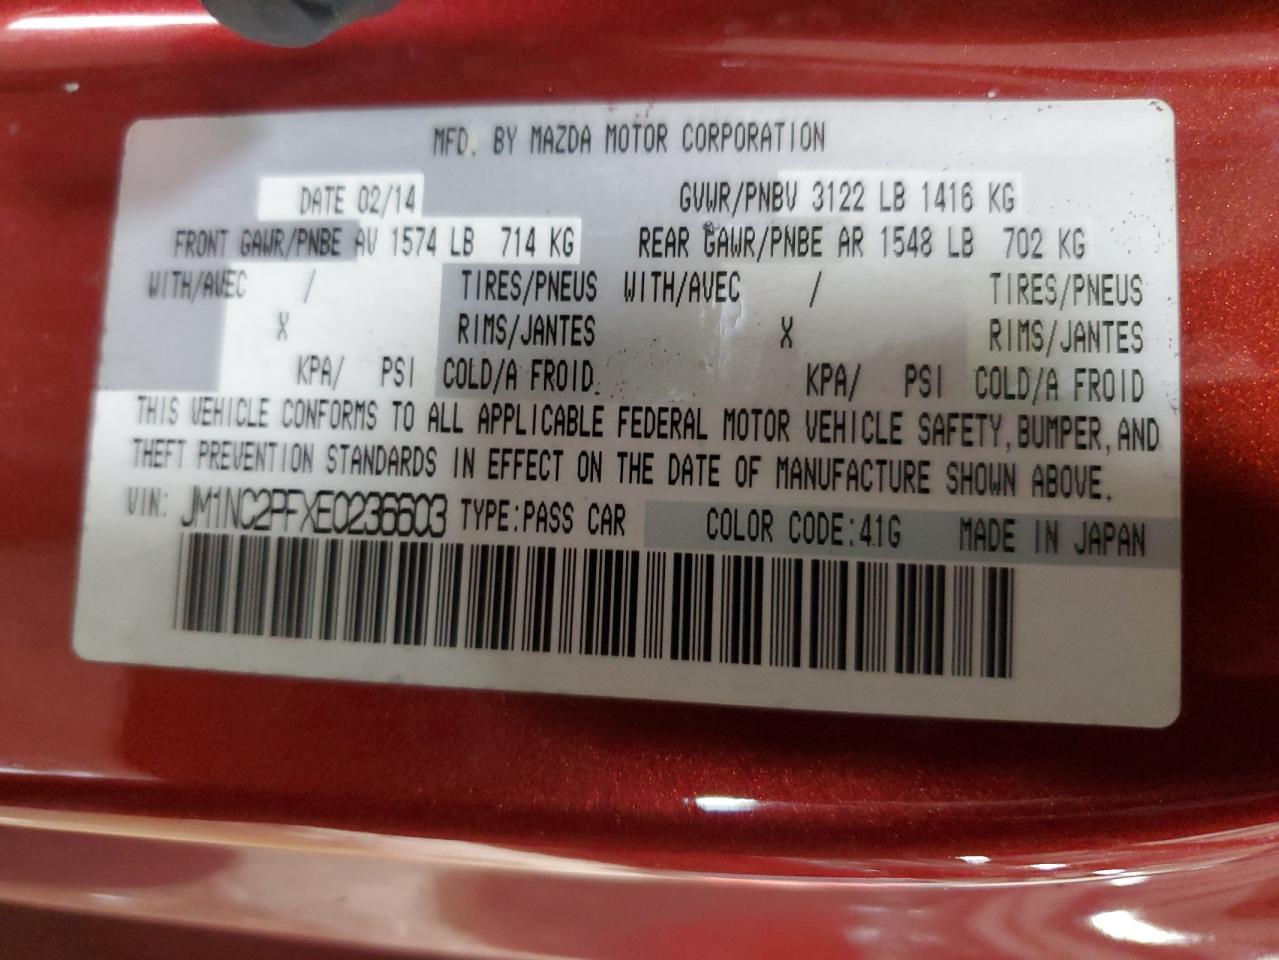 MFD. BY MAZDA MOTOR CORPORATION
DATE 02/14 GVWR/PNBV 3122 LB 1416 KG
FRONT GAWR/PNBE AV 1574 LB 714 KG REAR GAWR/PNBE AR 1548 LB 702 KG
WITH/AVEC / TIRES/PNEUS WITH/AVEC / TIRES/PNEUS
X RIMS/JANTES X RIMS/JANTES
KPA/ PSI COLD/A FROID KPA/ PSI COLD/A FROID
THIS VEHICLE CONFORMS TO ALL APPLICABLE FEDERAL MOTOR VEHICLE SAFETY, BUMPER, AND
THEFT PREVENTION STANDARDS IN EFFECT ON THE DATE OF MANUFACTURE SHOWN ABOVE.
VIN: JM1NC2PFXE0236603 TYPE:PASS CAR COLOR CODE:41G MADE IN JAPAN